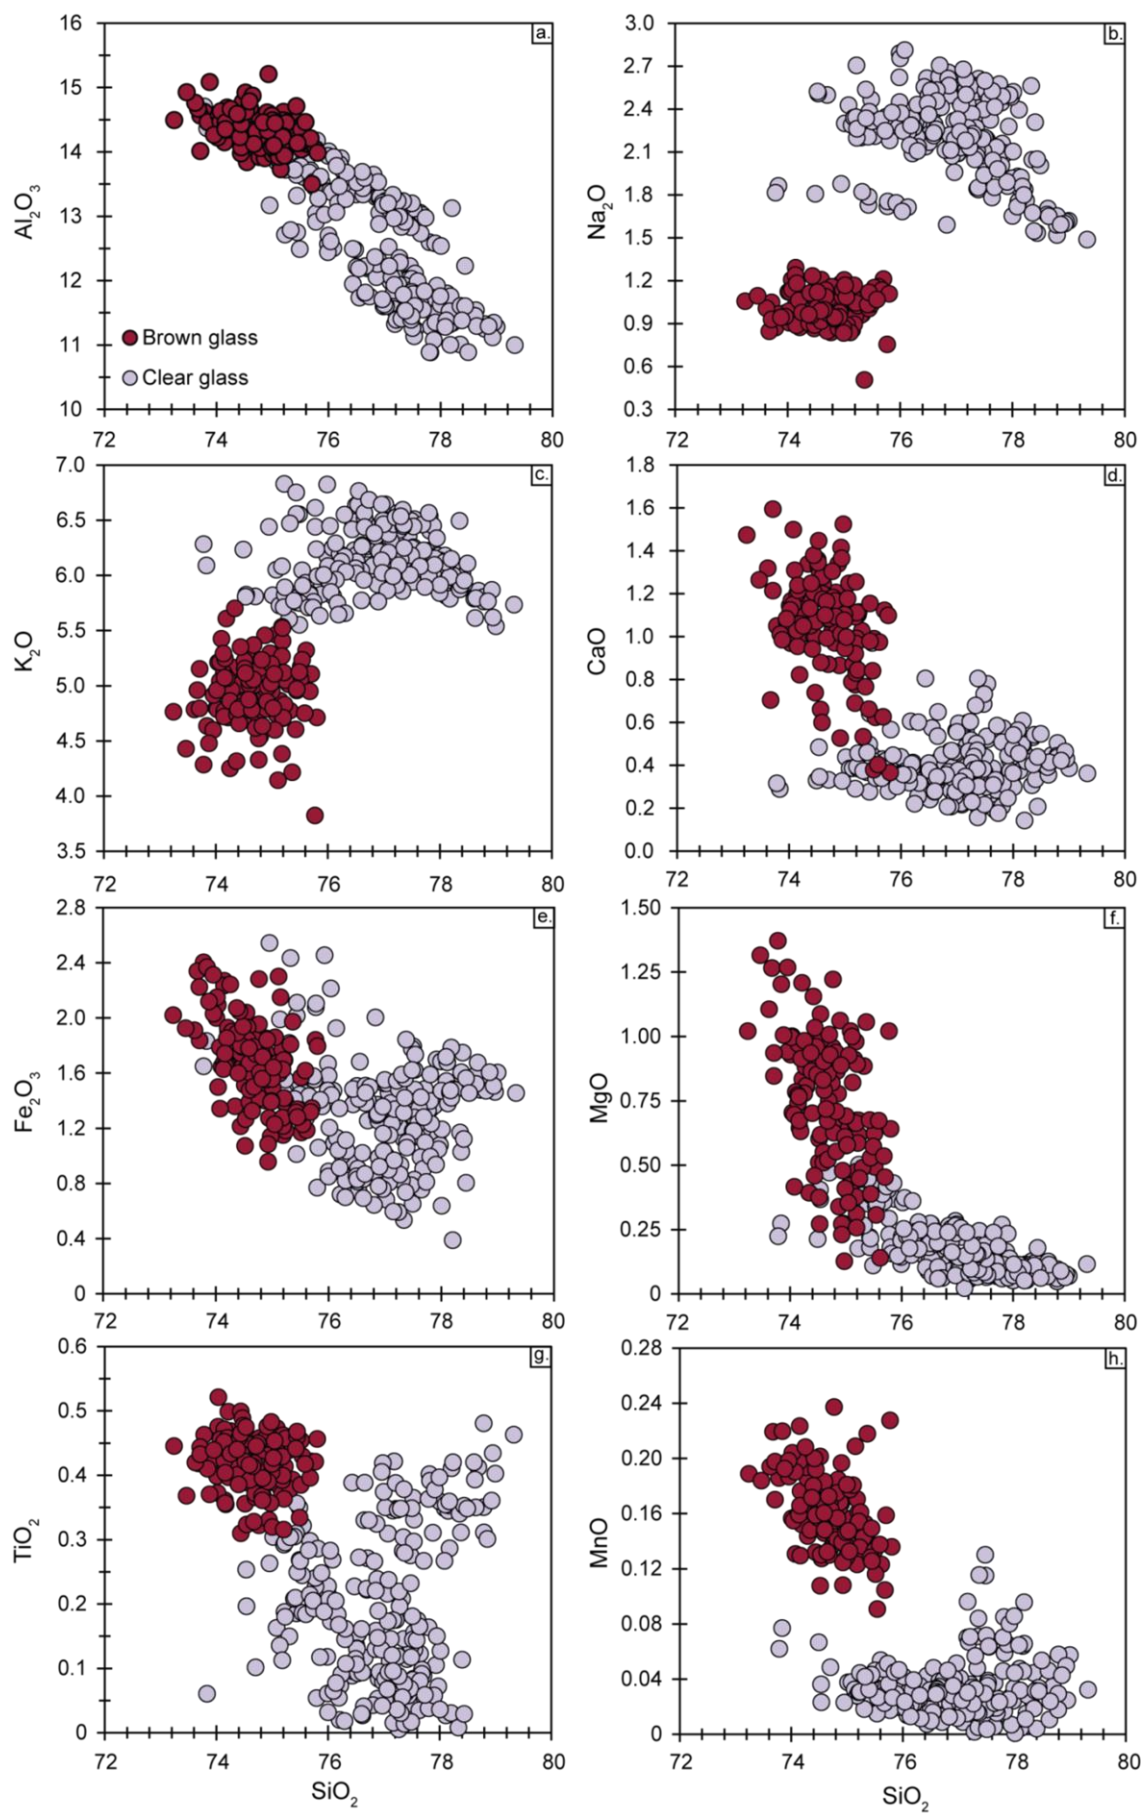 a.
16
15
14
13
12
11
10
Al₂O₃
Brown glass
Clear glass
72 74 76 78 80
b.
3.0
2.7
2.4
2.1
1.8
1.5
1.2
0.9
0.6
0.3
Na₂O
72 74 76 78 80
c.
7.0
6.5
6.0
5.5
5.0
4.5
4.0
3.5
K₂O
72 74 76 78 80
d.
1.8
1.6
1.4
1.2
1.0
0.8
0.6
0.4
0.2
0.0
CaO
72 74 76 78 80
e.
2.8
2.4
2.0
1.6
1.2
0.8
0.4
0
Fe₂O₃
72 74 76 78 80
f.
1.50
1.25
1.00
0.75
0.50
0.25
0
MgO
72 74 76 78 80
g.
0.6
0.5
0.4
0.3
0.2
0.1
0
TiO₂
72 74 76 78 80
SiO₂
h.
0.28
0.24
0.20
0.16
0.12
0.08
0.04
0
MnO
72 74 76 78 80
SiO₂